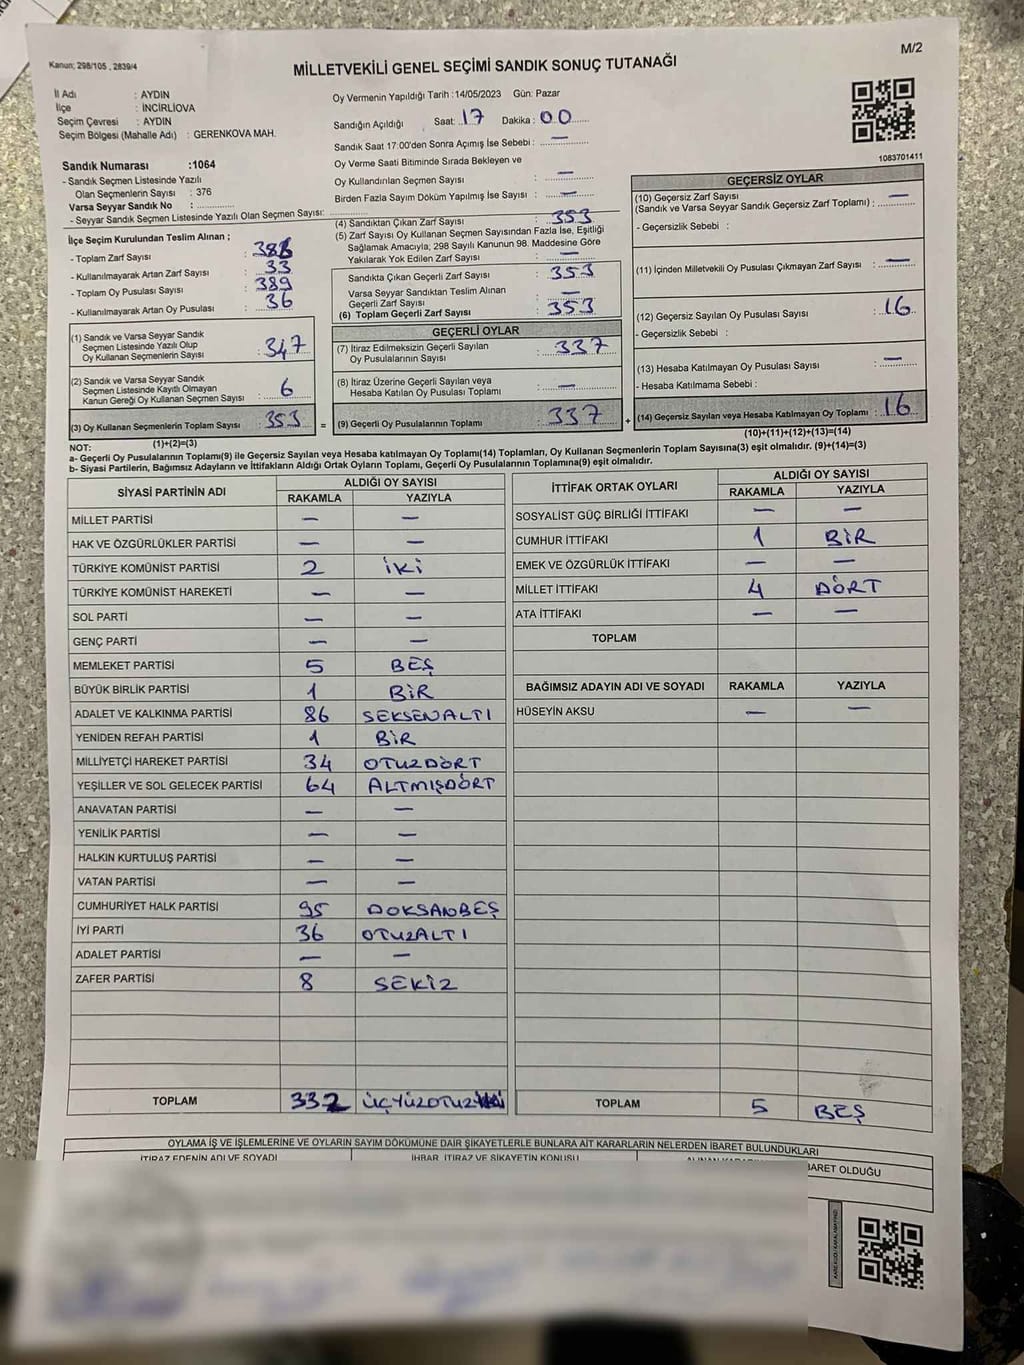 M/2
Kanun; 298/105 , 2839/4
MİLLETVEKİLİ GENEL SEÇİMİ SANDIK SONUÇ TUTANAĞI
İl Adı : AYDIN
İlçe : İNCİRLİOVA
Seçim Çevresi : AYDIN
Seçim Bölgesi (Mahalle Adı) : GERENKOVA MAH.
Sandık Numarası :1064
- Sandık Seçmen Listesinde Yazılı
Olan Seçmenlerin Sayısı : 376
Varsa Seyyar Sandık No :
- Seyyar Sandık Seçmen Listesinde Yazılı Olan Seçmen Sayısı:
Oy Vermenin Yapıldığı Tarih :14/05/2023 Gün: Pazar
Sandığın Açıldığı Saat: 17 Dakika: 00
Sandık Saat 17:00'den Sonra Açımış İse Sebebi : —
Oy Verme Saati Bitiminde Sırada Bekleyen ve
Oy Kullandırılan Seçmen Sayısı : —
Birden Fazla Sayım Döküm Yapılmış İse Sayısı : —
1083701411
İlçe Seçim Kurulundan Teslim Alınan ;
- Toplam Zarf Sayısı : 386
- Kullanılmayarak Artan Zarf Sayısı : 33
- Toplam Oy Pusulası Sayısı : 389
- Kullanılmayarak Artan Oy Pusulası : 36
(4) Sandıktan Çıkan Zarf Sayısı : 353
(5) Zarf Sayısı Oy Kullanan Seçmen Sayısından Fazla İse, Eşitliği
Sağlamak Amacıyla; 298 Sayılı Kanunun 98. Maddesine Göre
Yakılarak Yok Edilen Zarf Sayısı : —
Sandıkta Çıkan Geçerli Zarf Sayısı : 353
Varsa Seyyar Sandıktan Teslim Alınan
Geçerli Zarf Sayısı : —
(6) Toplam Geçerli Zarf Sayısı : 353
GEÇERSİZ OYLAR
(10) Geçersiz Zarf Sayısı
(Sandık ve Varsa Seyyar Sandık Geçersiz Zarf Toplamı) : —
- Geçersizlik Sebebi :
(11) İçinden Milletvekili Oy Pusulası Çıkmayan Zarf Sayısı : —
(12) Geçersiz Sayılan Oy Pusulası Sayısı : 16
- Geçersizlik Sebebi :
(13) Hesaba Katılmayan Oy Pusulası Sayısı : —
- Hesaba Katılmama Sebebi :
(14) Geçersiz Sayılan veya Hesaba Katılmayan Oy Toplamı : 16
(10)+(11)+(12)+(13)=(14)
(1) Sandık ve Varsa Seyyar Sandık
Seçmen Listesinde Yazılı Olup
Oy Kullanan Seçmenlerin Sayısı : 347
(2) Sandık ve Varsa Seyyar Sandık
Seçmen Listesinde Kayıtlı Olmayan
Kanun Gereği Oy Kullanan Seçmen Sayısı : 6
(3) Oy Kullanan Seçmenlerin Toplam Sayısı : 353 =
(1)+(2)=(3)
GEÇERLİ OYLAR
(7) İtiraz Edilmeksizin Geçerli Sayılan
Oy Pusulalarının Sayısı : 337
(8) İtiraz Üzerine Geçerli Sayılan veya
Hesaba Katılan Oy Pusulası Toplamı : —
(9) Geçerli Oy Pusulalarının Toplamı : 337 +
NOT:
a- Geçerli Oy Pusulalarının Toplamı(9) ile Geçersiz Sayılan veya Hesaba katılmayan Oy Toplamı(14) Toplamları, Oy Kullanan Seçmenlerin Toplam Sayısına(3) eşit olmalıdır. (9)+(14)=(3)
b- Siyasi Partilerin, Bağımsız Adayların ve İttifakların Aldığı Ortak Oyların Toplamı, Geçerli Oy Pusulalarının Toplamına(9) eşit olmalıdır.
SİYASİ PARTİNİN ADI ALDIĞI OY SAYISI
RAKAMLA YAZIYLA
MİLLET PARTİSİ — —
HAK VE ÖZGÜRLÜKLER PARTİSİ — —
TÜRKİYE KOMÜNİST PARTİSİ 2 İKİ
TÜRKİYE KOMÜNİST HAREKETİ — —
SOL PARTİ — —
GENÇ PARTİ — —
MEMLEKET PARTİSİ 5 BEŞ
BÜYÜK BİRLİK PARTİSİ 1 BİR
ADALET VE KALKINMA PARTİSİ 86 SEKSENALTI
YENİDEN REFAH PARTİSİ 1 BİR
MİLLİYETÇİ HAREKET PARTİSİ 34 OTUZDÖRT
YEŞİLLER VE SOL GELECEK PARTİSİ 64 ALTMIŞDÖRT
ANAVATAN PARTİSİ — —
YENİLİK PARTİSİ — —
HALKIN KURTULUŞ PARTİSİ — —
VATAN PARTİSİ — —
CUMHURİYET HALK PARTİSİ 95 DOKSANBEŞ
İYİ PARTİ 36 OTUZALTI
ADALET PARTİSİ — —
ZAFER PARTİSİ 8 SEKİZ
TOPLAM 332 ÜÇYÜZOTUZİKİ
İTTİFAK ORTAK OYLARI ALDIĞI OY SAYISI
RAKAMLA YAZIYLA
SOSYALİST GÜÇ BİRLİĞİ İTTİFAKI — —
CUMHUR İTTİFAKI 1 BİR
EMEK VE ÖZGÜRLÜK İTTİFAKI — —
MİLLET İTTİFAKI 4 DÖRT
ATA İTTİFAKI — —
TOPLAM
BAĞIMSIZ ADAYIN ADI VE SOYADI RAKAMLA YAZIYLA
HÜSEYİN AKSU — —
TOPLAM 5 BEŞ
OYLAMA İŞ VE İŞLEMLERİNE VE OYLARIN SAYIM DÖKÜMÜNE DAİR ŞİKAYETLERLE BUNLARA AİT KARARLARIN NELERDEN İBARET BULUNDUKLARI
İTİRAZ EDENİN ADI VE SOYADI İHBAR, İTİRAZ VE ŞİKAYETİN KONUSU
OLDUĞU